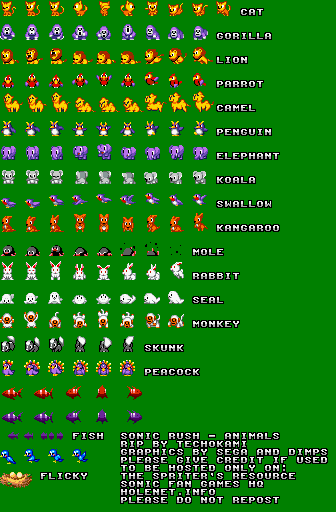 CAT
GORILLA
LION
PARROT
CAMEL
PENGUIN
ELEPHANT
KOALA
SWALLOW
KANGAROO
MOLE
RABBIT
SEAL
MONKEY
SKUNK
PEACOCK
FISH
FLICKY
SONIC RUSH - ANIMALS
RIP BY TECHOKAMI
GRAPHICS BY SEGA AND DIMPS
PLEASE GIVE CREDIT IF USED
TO BE HOSTED ONLY ON:
THE SPRITER'S RESOURCE
SONIC FAN GAMES HQ
HOLENET.INFO
PLEASE DO NOT REPOST